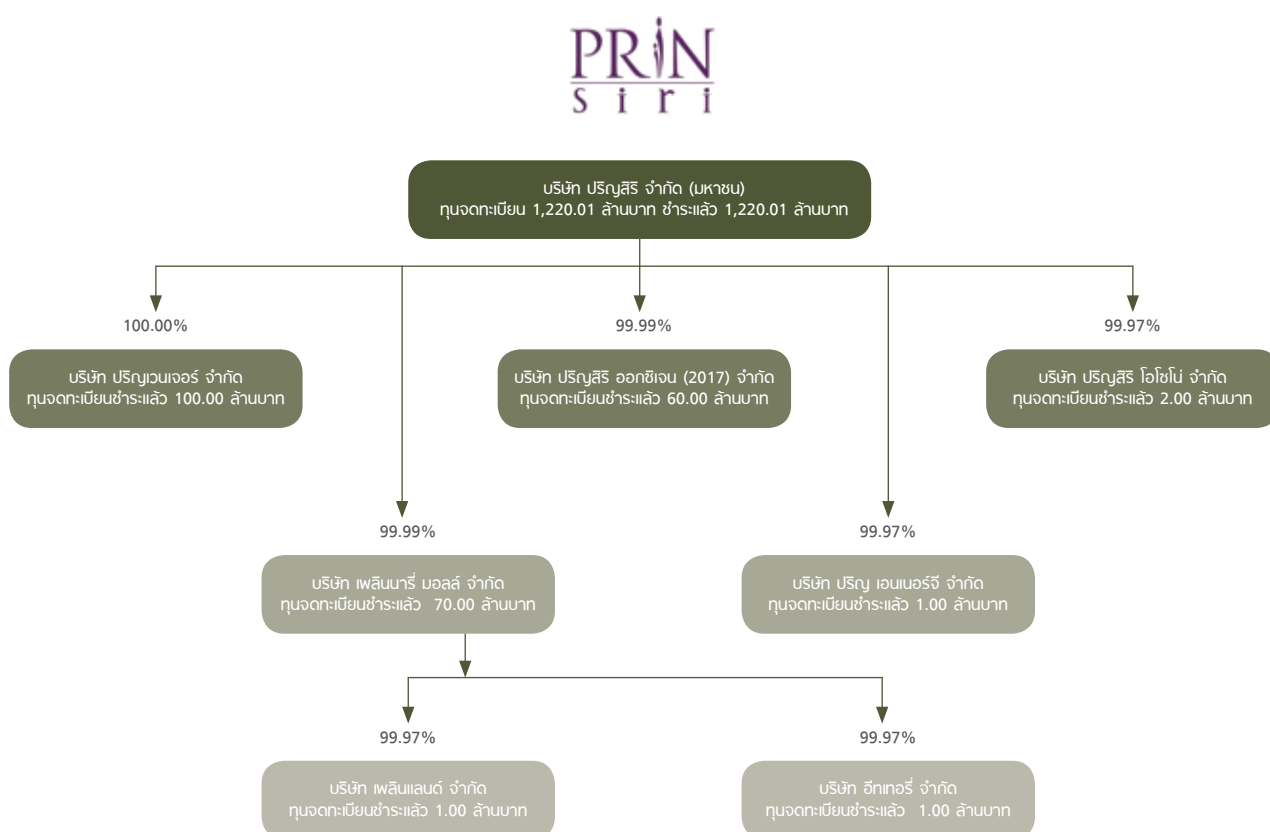 PRiN
siri
บริษัท ปริญสิริ จำกัด (มหาชน)
ทุนจดทะเบียน 1,220.01 ล้านบาท ชำระแล้ว 1,220.01 ล้านบาท
100.00%
99.99%
99.97%
บริษัท ปริญเวนเจอร์ จำกัด
ทุนจดทะเบียนชำระแล้ว 100.00 ล้านบาท
บริษัท ปริญสิริ ออกซิเจน (2017) จำกัด
ทุนจดทะเบียนชำระแล้ว 60.00 ล้านบาท
บริษัท ปริญสิริ โอโซโน่ จำกัด
ทุนจดทะเบียนชำระแล้ว 2.00 ล้านบาท
99.99%
99.97%
บริษัท เพลินนารี่ มอลล์ จำกัด
ทุนจดทะเบียนชำระแล้ว 70.00 ล้านบาท
บริษัท ปริญ เอนเนอร์จี จำกัด
ทุนจดทะเบียนชำระแล้ว 1.00 ล้านบาท
99.97%
99.97%
บริษัท เพลินแลนด์ จำกัด
ทุนจดทะเบียนชำระแล้ว 1.00 ล้านบาท
บริษัท อีทเทอรี่ จำกัด
ทุนจดทะเบียนชำระแล้ว 1.00 ล้านบาท